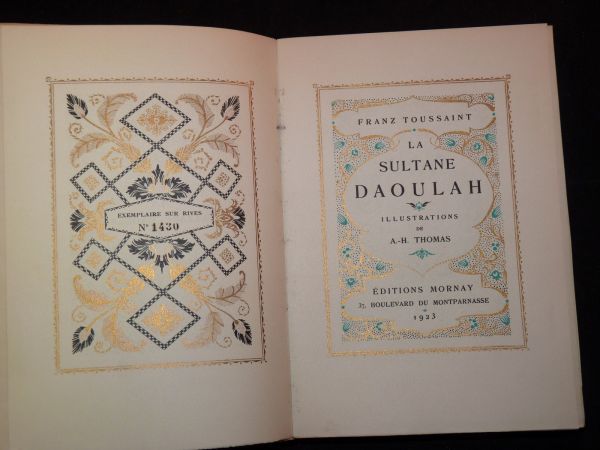 EXEMPLAIRE SUR RIVES
N° 1430
FRANZ TOUSSAINT
LA
SULTANE
DAOULAH
ILLUSTRATIONS
DE
A.-H. THOMAS
ÉDITIONS MORNAY
37, BOULEVARD DU MONTPARNASSE
1923